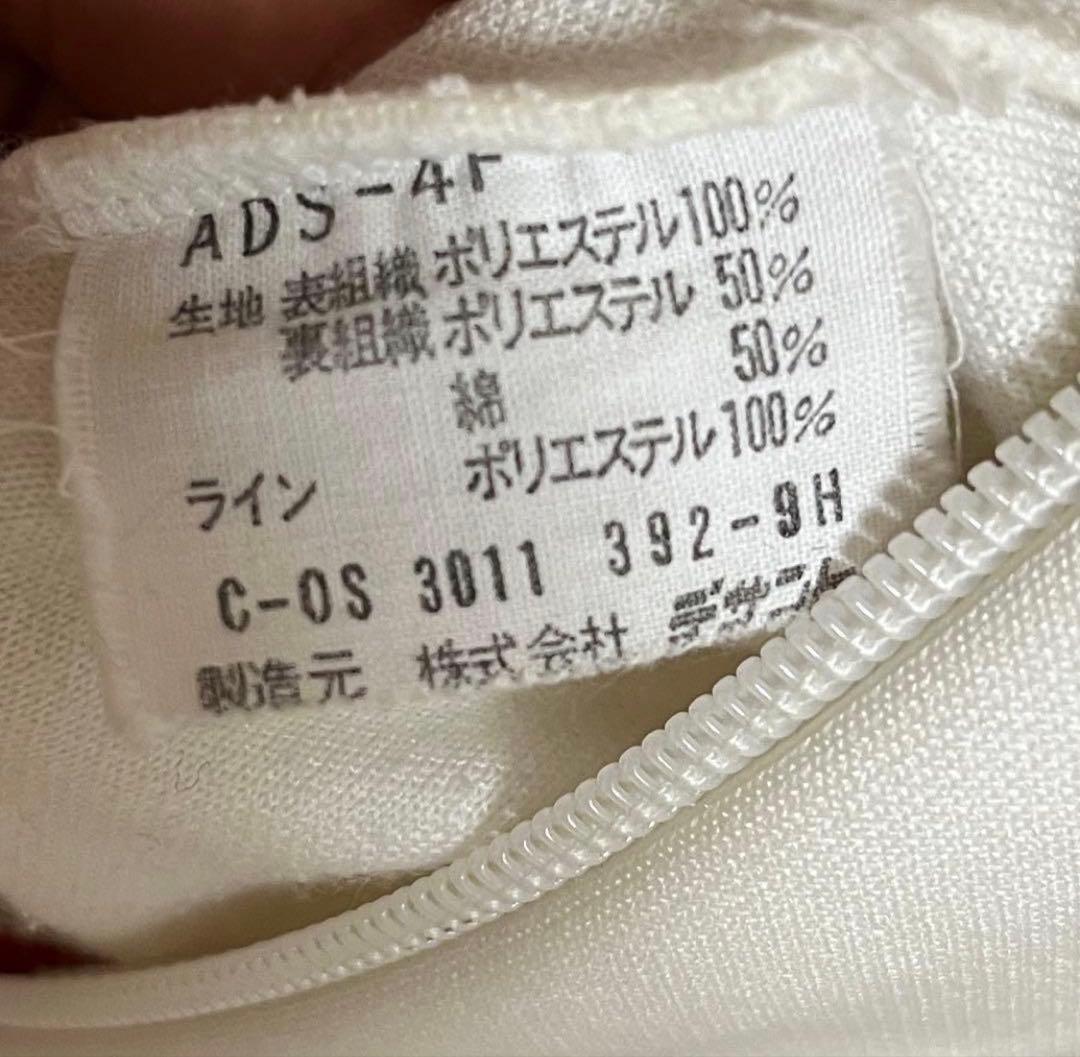 ADS-4F
生地 表組織 ポリエステル100%
裏組織 ポリエステル 50%
綿 50%
ライン ポリエステル100%
C-OS 3011 392-9H
製造元 株式会社